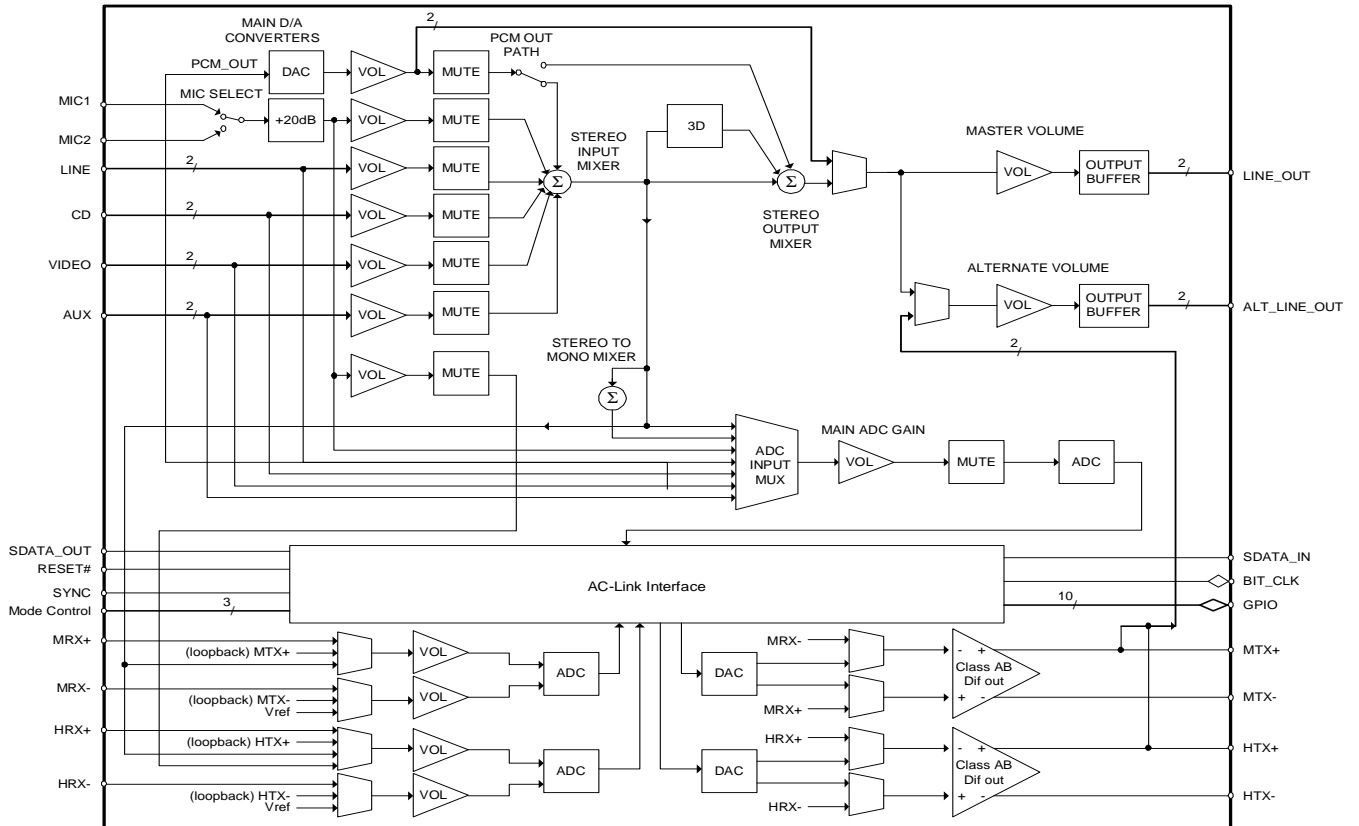 MAIN D/A
CONVERTERS
2
PCM OUT
PATH
PCM_OUT
DAC
VOL
MUTE
MIC1
MIC SELECT
+20dB
VOL
MUTE
MIC2
STEREO
INPUT
MIXER
3D
MASTER VOLUME
LINE
2
VOL
MUTE
Σ
Σ
VOL
OUTPUT
BUFFER
2
LINE_OUT
CD
2
VOL
MUTE
STEREO
OUTPUT
MIXER
VIDEO
2
VOL
MUTE
ALTERNATE VOLUME
AUX
2
VOL
MUTE
VOL
OUTPUT
BUFFER
2
ALT_LINE_OUT
STEREO TO
MONO MIXER
2
VOL
MUTE
Σ
ADC
INPUT
MUX
MAIN ADC GAIN
VOL
MUTE
ADC
SDATA_OUT
RESET#
SYNC
Mode Control
3
AC-Link Interface
SDATA_IN
BIT_CLK
10
GPIO
MRX+
(loopback) MTX+
VOL
MRX-
(loopback) MTX-
Vref
VOL
ADC
HRX+
(loopback) HTX+
VOL
HRX-
(loopback) HTX-
Vref
VOL
ADC
MRX-
DAC
MRX+
- +
Class AB
Dif out
+ -
MTX+
MTX-
HRX+
DAC
HRX-
- +
Class AB
Dif out
+ -
HTX+
HTX-